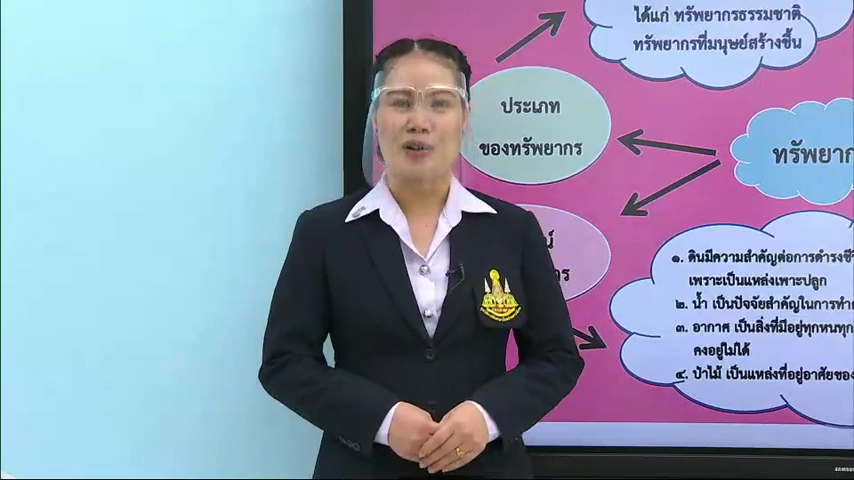 ได้แก่ ทรัพยากรธรรมชาติ
ทรัพยากรที่มนุษย์สร้างขึ้น
ประเภท
ของทรัพยากร
๑. ดินมีความสำคัญต่อการดำรงชี
เพราะเป็นแหล่งเพาะปลูก
๒. น้ำ เป็นปัจจัยสำคัญในการทำ
๓. อากาศ เป็นสิ่งที่มีอยู่ทุกหนทุก
คงอยู่ไม่ได้
๔. ป่าไม้ เป็นแหล่งที่อยู่อาศัยของ
SAMSUNG